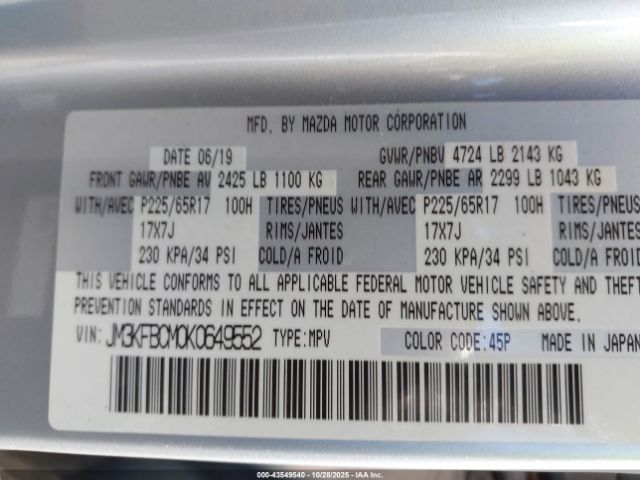 MFD. BY MAZDA MOTOR CORPORATION
DATE 06/19 GVWR/PNBV 4724 LB 2143 KG
FRONT GAWR/PNBE AV 2425 LB 1100 KG REAR GAWR/PNBE AR 2299 LB 1043 KG
WITH/AVEC P225/65R17 100H TIRES/PNEUS WITH/AVEC P225/65R17 100H TIRES/PNEUS
17X7J RIMS/JANTES 17X7J RIMS/JANTES
230 KPA/34 PSI COLD/A FROID 230 KPA/34 PSI COLD/A FROID
THIS VEHICLE CONFORMS TO ALL APPLICABLE FEDERAL MOTOR VEHICLE SAFETY AND THEFT
PREVENTION STANDARDS IN EFFECT ON THE DATE OF MANUFACTURE SHOWN ABOVE.
VIN: JM3KFBCM0K0649552 TYPE:MPV COLOR CODE:45P MADE IN JAPAN
000-43549540 - 10/28/2025 - IAAI.COM